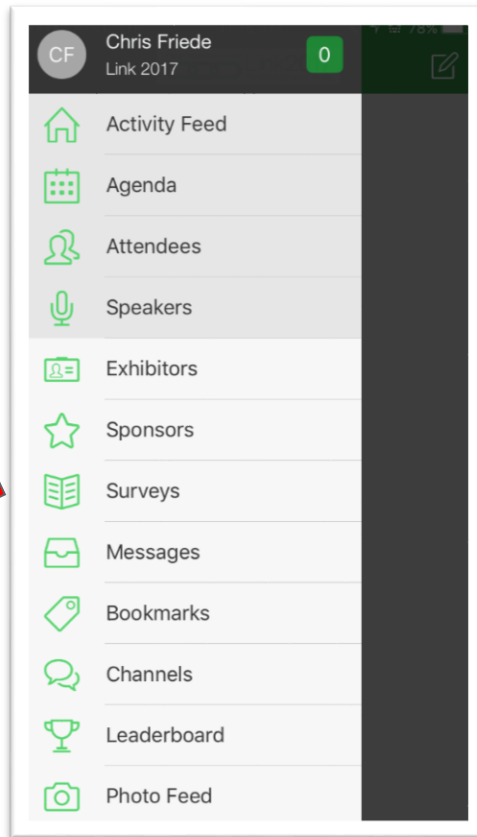 CF
Chris Friede
Link 2017
0
78%
Activity Feed
Agenda
Attendees
Speakers
Exhibitors
Sponsors
Surveys
Messages
Bookmarks
Channels
Leaderboard
Photo Feed